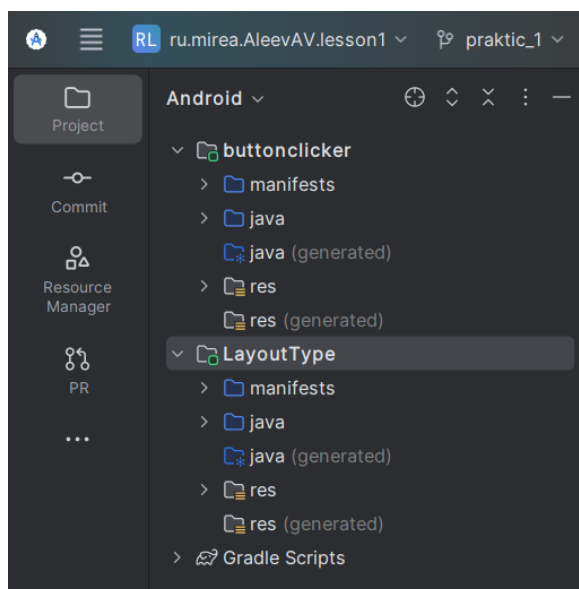 RL ru.mirea.AleevAV.lesson1 praktic_1
Project
Commit
Resource
Manager
PR
Android
buttonclicker
manifests
java
java (generated)
res
res (generated)
LayoutType
manifests
java
java (generated)
res
res (generated)
Gradle Scripts